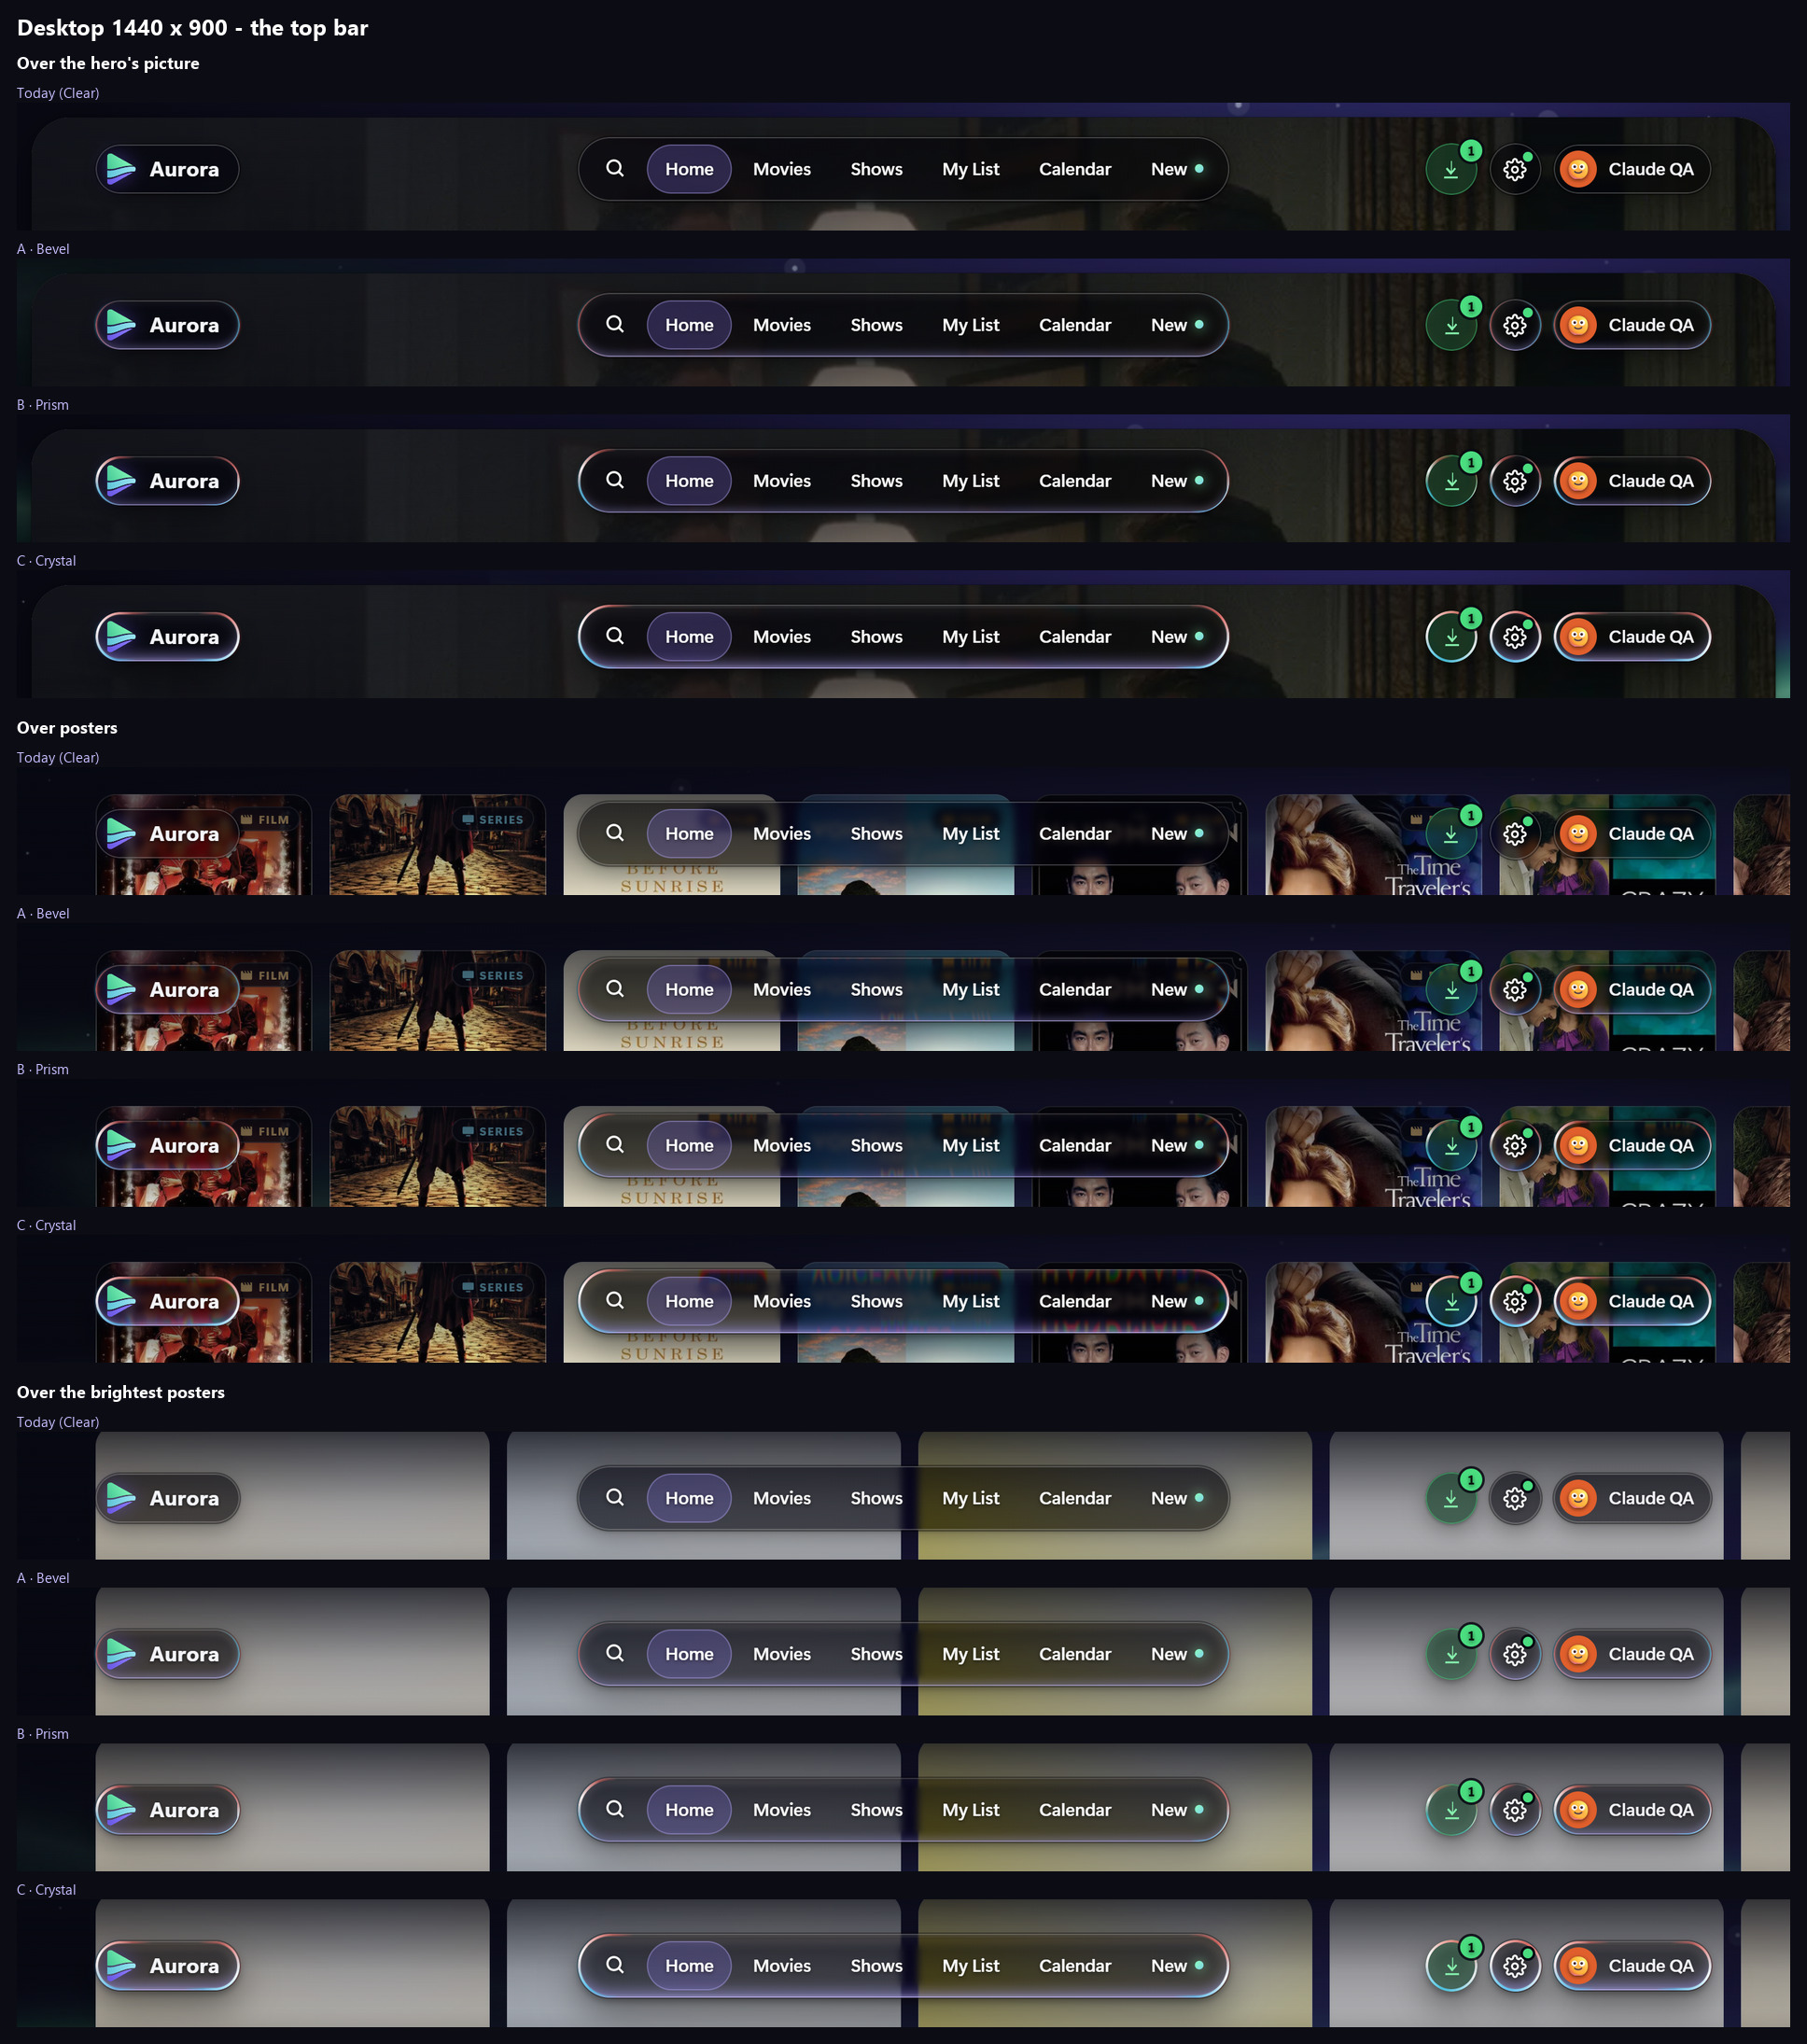 Desktop 1440 x 900 - the top bar
Over the hero's picture
Today (Clear)
Aurora Home Movies Shows My List Calendar New 1 Claude QA
A · Bevel
Aurora Home Movies Shows My List Calendar New 1 Claude QA
B · Prism
Aurora Home Movies Shows My List Calendar New 1 Claude QA
C · Crystal
Aurora Home Movies Shows My List Calendar New 1 Claude QA
Over posters
Today (Clear)
FILM SERIES
Aurora Home Movies Shows My List Calendar New 1 Claude QA
BEFORE
SUNRISE
The Time
Traveler's
A · Bevel
FILM SERIES
Aurora Home Movies Shows My List Calendar New 1 Claude QA
BEFORE
SUNRISE
The Time
Traveler's
B · Prism
FILM SERIES
Aurora Home Movies Shows My List Calendar New 1 Claude QA
BEFORE
SUNRISE
The Time
Traveler's
C · Crystal
FILM SERIES
Aurora Home Movies Shows My List Calendar New 1 Claude QA
BEFORE
SUNRISE
The Time
Traveler's
Over the brightest posters
Today (Clear)
Aurora Home Movies Shows My List Calendar New 1 Claude QA
A · Bevel
Aurora Home Movies Shows My List Calendar New 1 Claude QA
B · Prism
Aurora Home Movies Shows My List Calendar New 1 Claude QA
C · Crystal
Aurora Home Movies Shows My List Calendar New 1 Claude QA